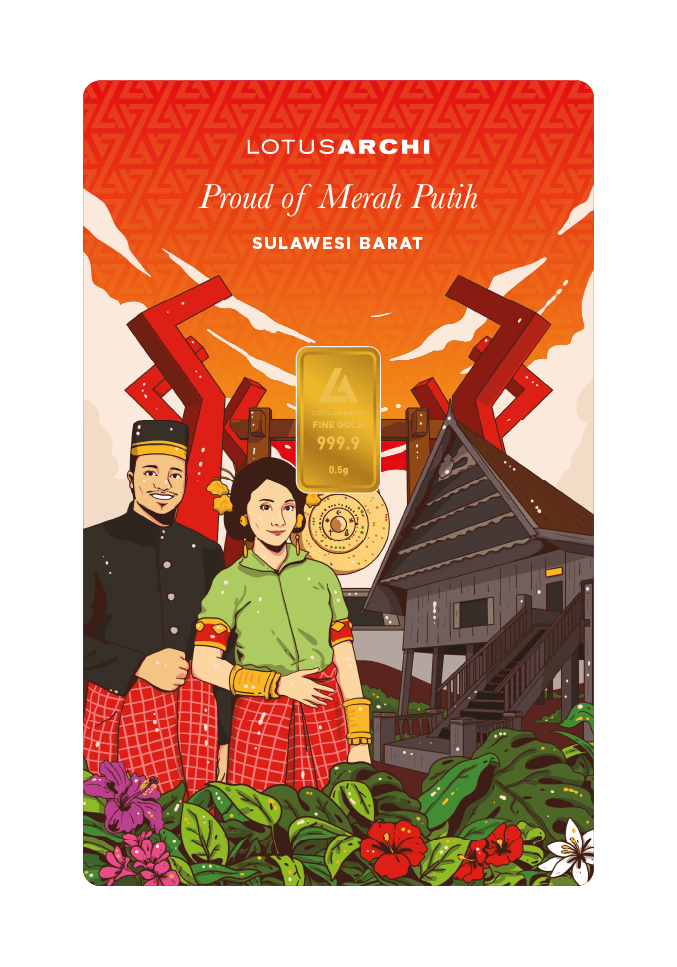 LOTUSARCHI
Proud of Merah Putih
SULAWESI BARAT
LOTUSARCHI
FINE GOLD
999.9
0.5g